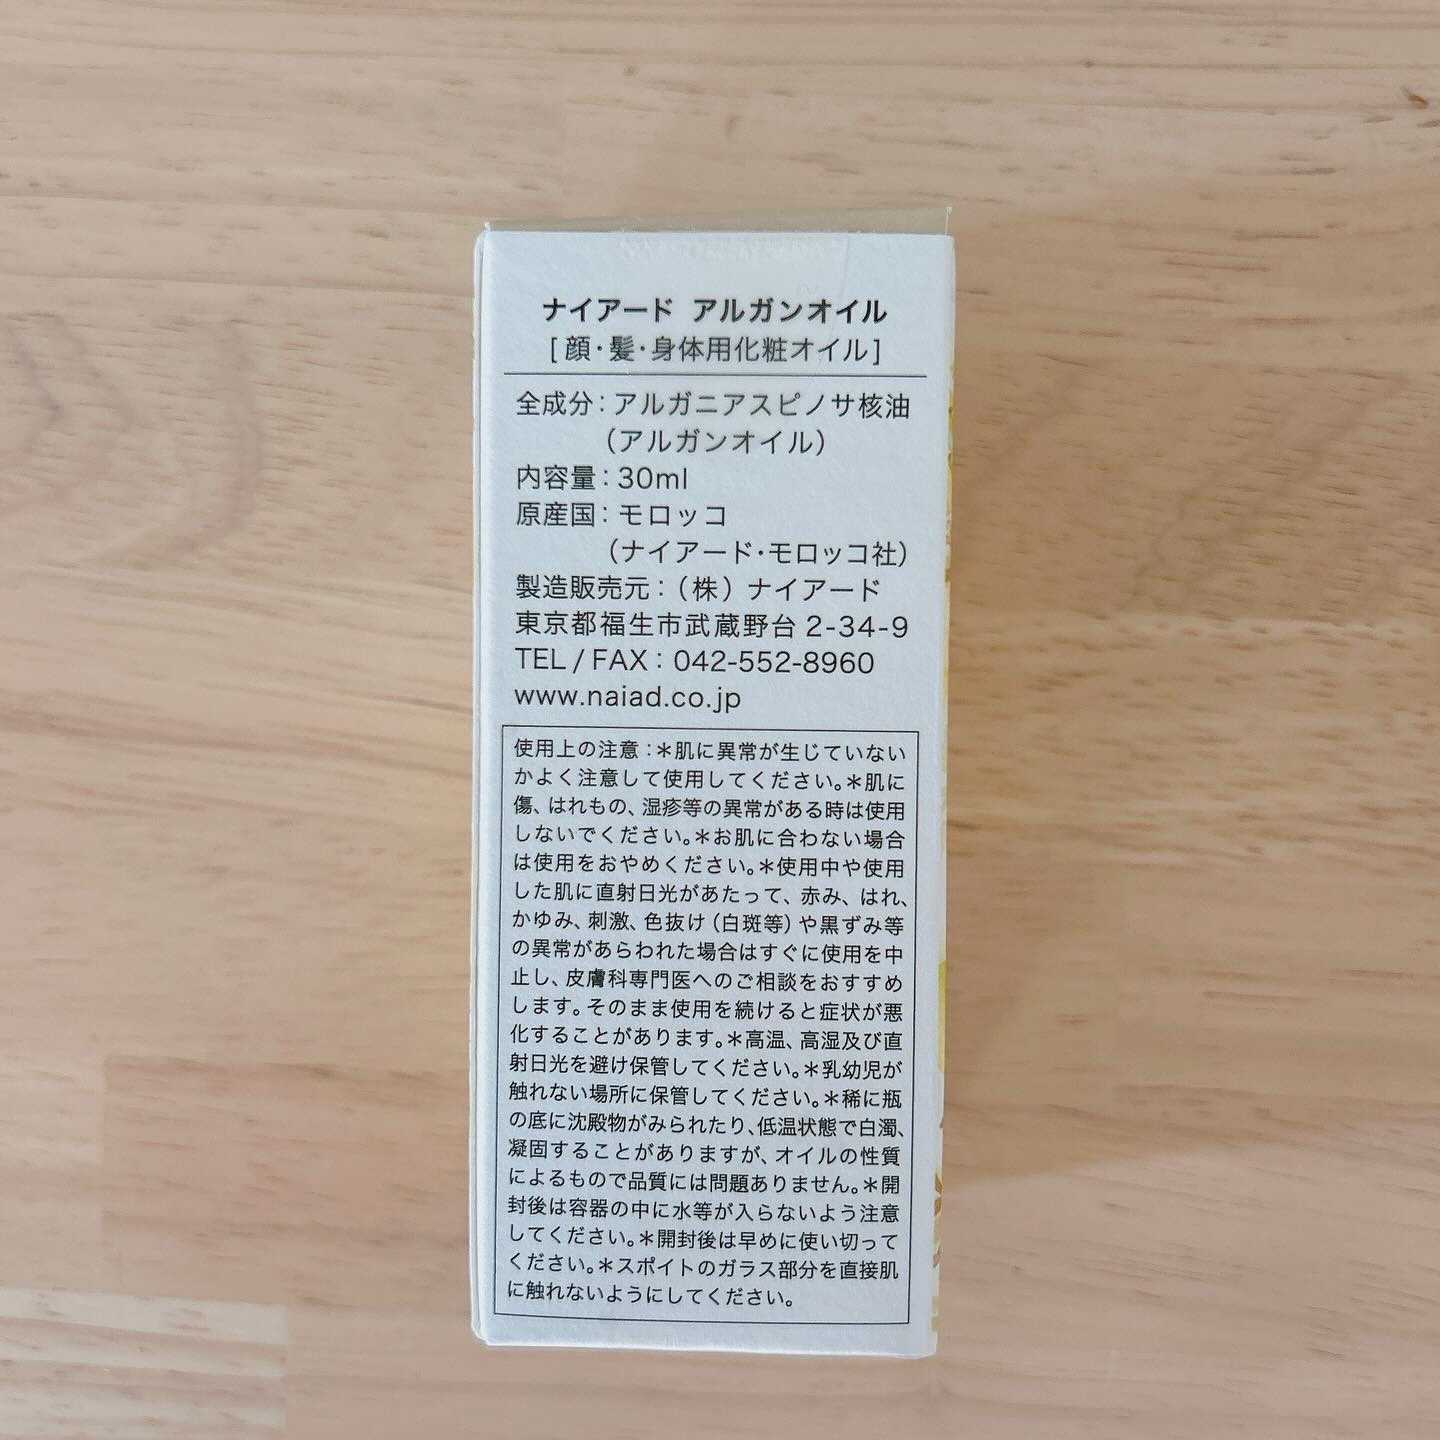 ナイアード アルガンオイル
[ 顔・髪・身体用化粧オイル ]
全成分：アルガニアスピノサ核油
（アルガンオイル）
内容量：30ml
原産国：モロッコ
（ナイアード・モロッコ社）
製造販売元：（株）ナイアード
東京都福生市武蔵野台 2-34-9
TEL / FAX：042-552-8960
www.naiad.co.jp
使用上の注意：＊肌に異常が生じていない
かよく注意して使用してください。＊肌に
傷、はれもの、湿疹等の異常がある時は使用
しないでください。＊お肌に合わない場合
は使用をおやめください。＊使用中や使用
した肌に直射日光があたって、赤み、はれ、
かゆみ、刺激、色抜け（白斑等）や黒ずみ等
の異常があらわれた場合はすぐに使用を中
止し、皮膚科専門医へのご相談をおすすめ
します。そのまま使用を続けると症状が悪
化することがあります。＊高温、高湿及び直
射日光を避け保管してください。＊乳幼児が
触れない場所に保管してください。＊稀に瓶
の底に沈殿物がみられたり、低温状態で白濁、
凝固することがありますが、オイルの性質
によるもので品質には問題ありません。＊開
封後は容器の中に水等が入らないよう注意
してください。＊開封後は早めに使い切って
ください。＊スポイトのガラス部分を直接肌
に触れないようにしてください。